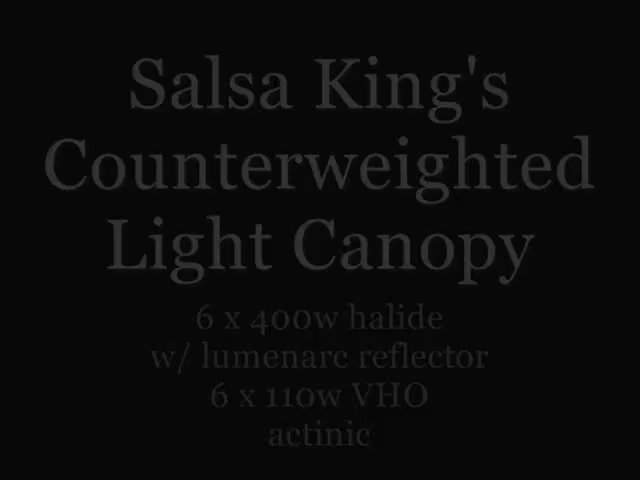 Salsa King's
Counterweighted
Light Canopy
6 x 400w halide
w/ lumenarc reflector
6 x 110w VHO
actinic